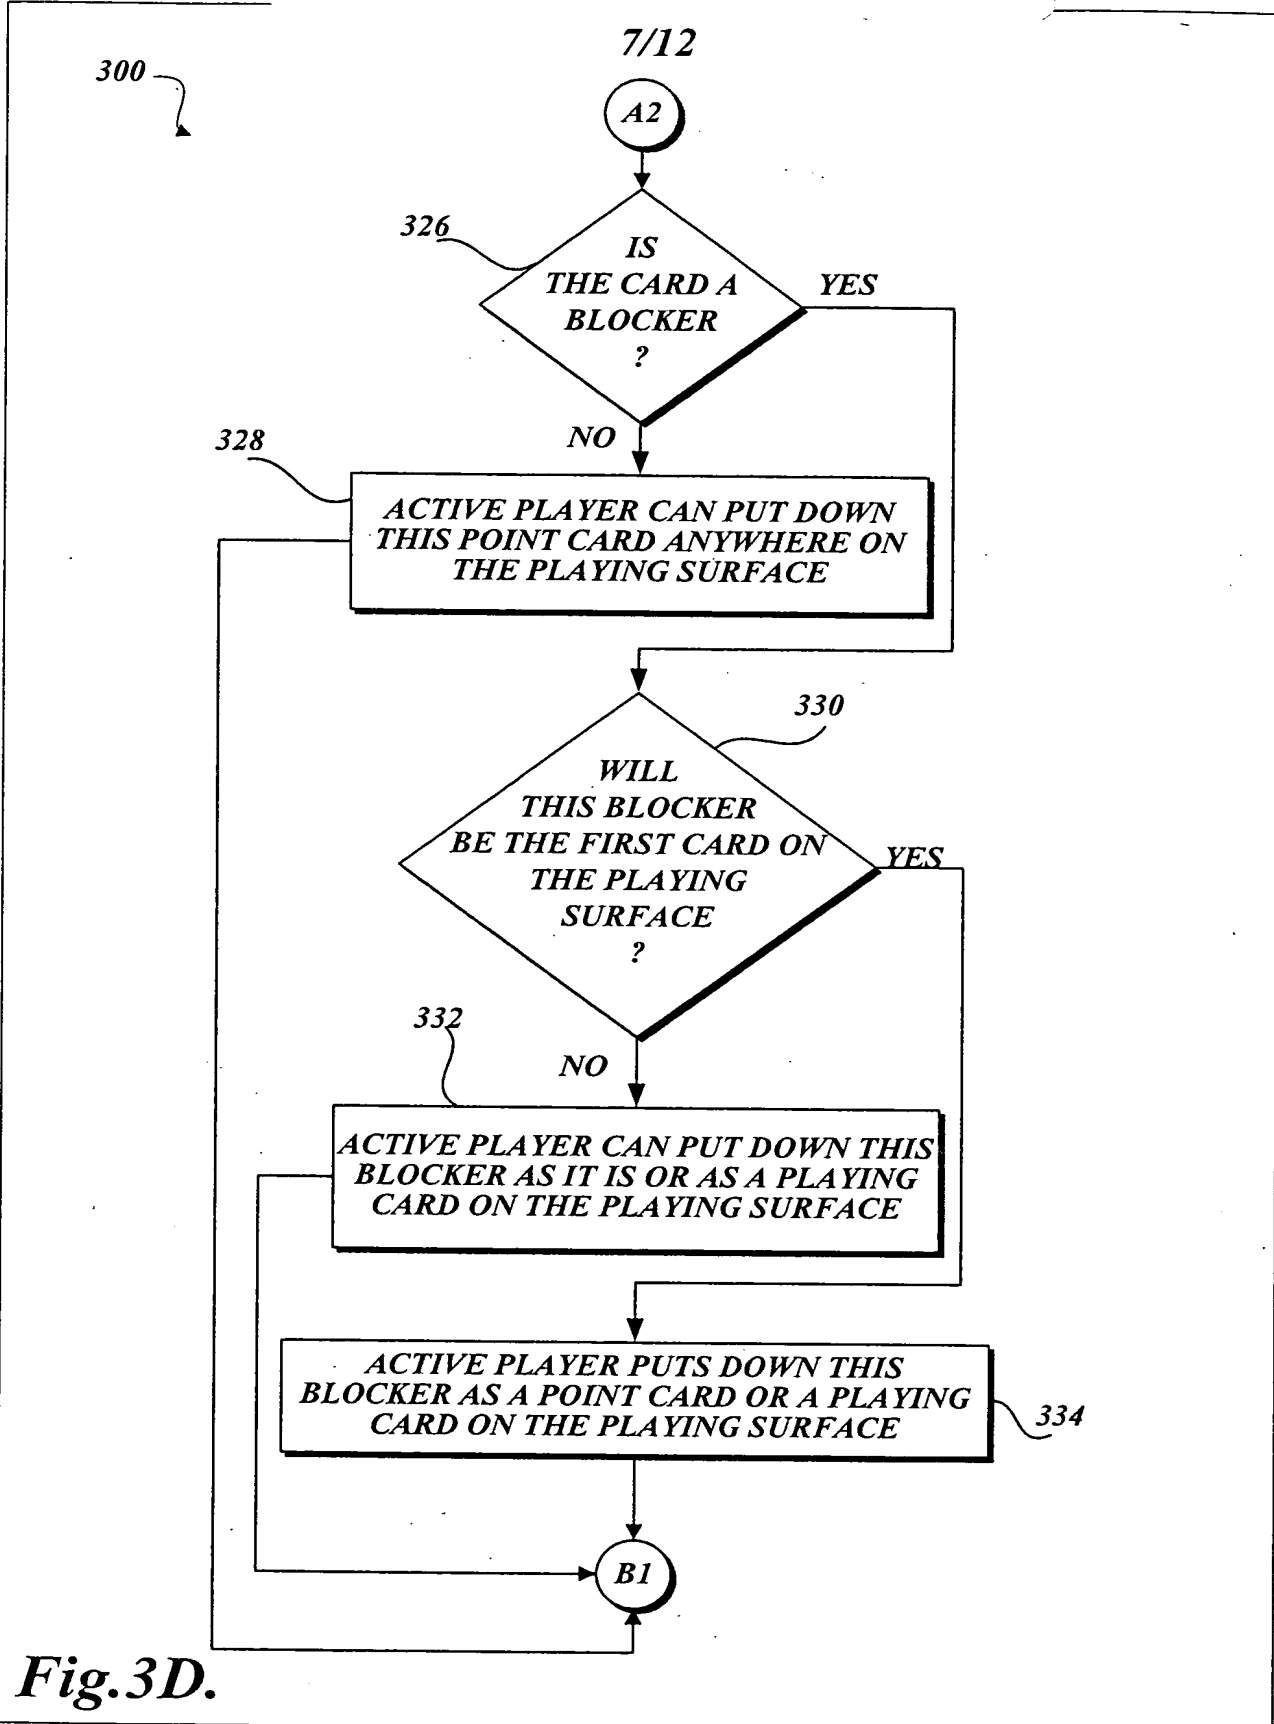 7/12
300
A2
326
IS
THE CARD A
BLOCKER
?
YES
NO
328
ACTIVE PLAYER CAN PUT DOWN
THIS POINT CARD ANYWHERE ON
THE PLAYING SURFACE
330
WILL
THIS BLOCKER
BE THE FIRST CARD ON
THE PLAYING
SURFACE
?
YES
332
NO
ACTIVE PLAYER CAN PUT DOWN THIS
BLOCKER AS IT IS OR AS A PLAYING
CARD ON THE PLAYING SURFACE
ACTIVE PLAYER PUTS DOWN THIS
BLOCKER AS A POINT CARD OR A PLAYING
CARD ON THE PLAYING SURFACE
334
B1
Fig.3D.